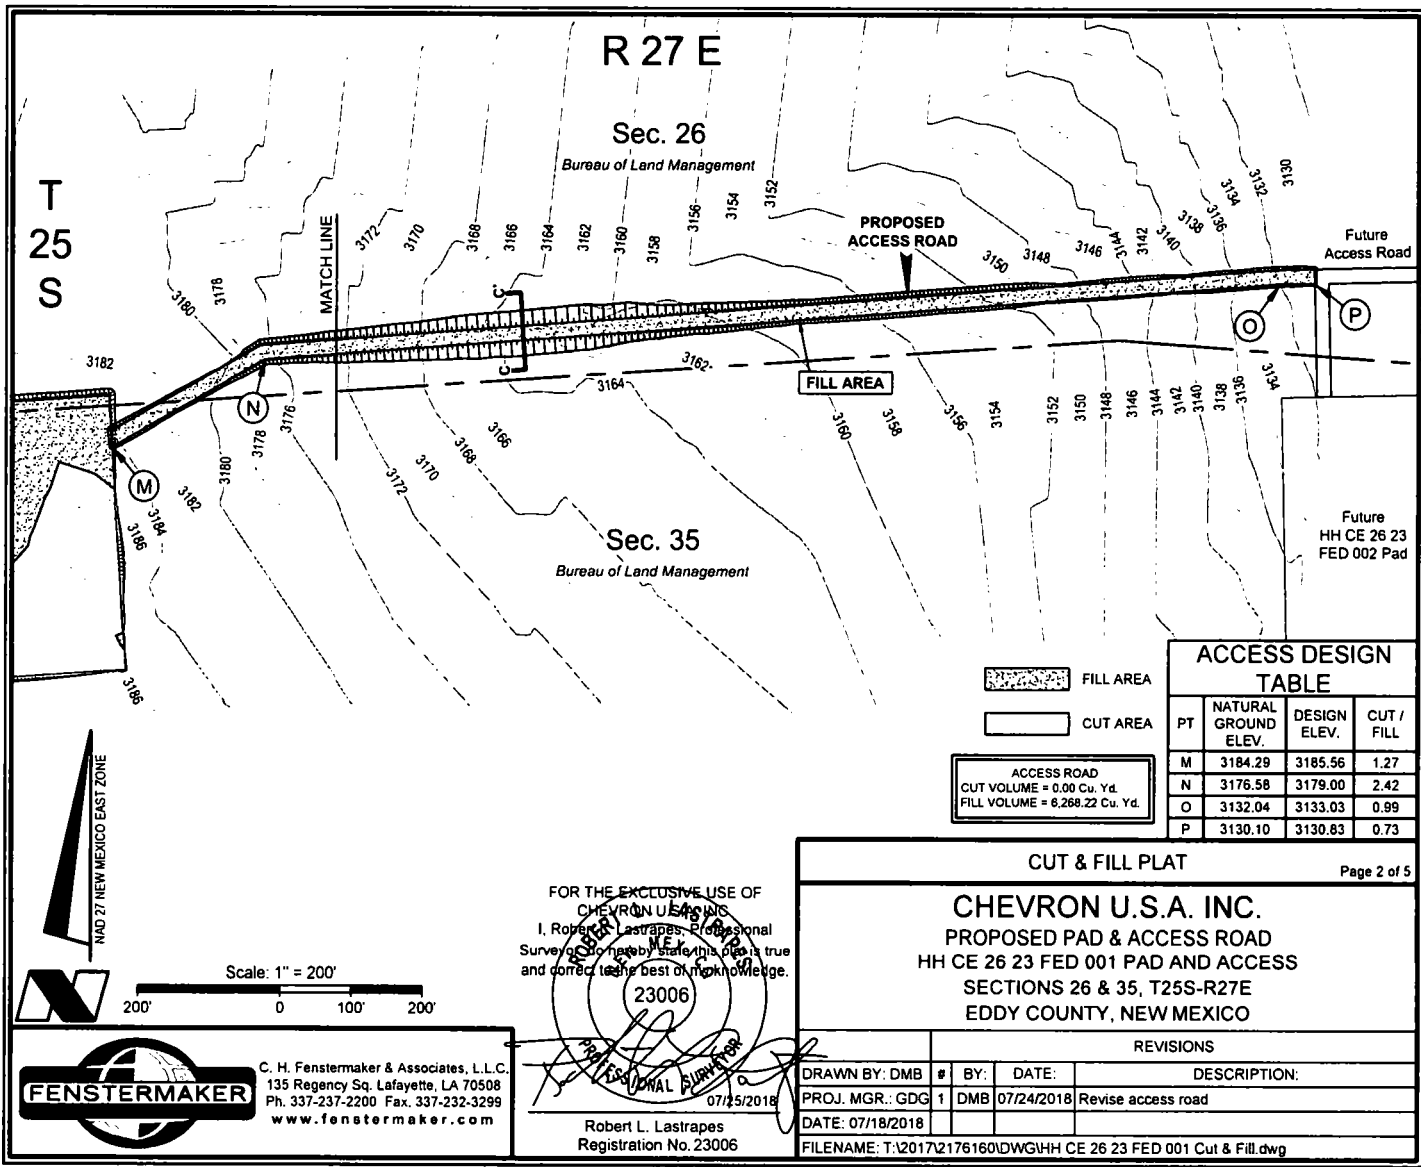 R 27 E
Sec. 26
Bureau of Land Management
T
25
S
3172
3170
3168
3166
3164
3162
3160
3158
3156
3154
3152
PROPOSED
ACCESS ROAD
3150
3148
3146
3144
3142
3140
3138
3136
3134
3132
3130
Future
Access Road
MATCH LINE
3180
3178
3182
C'
C
N
M
O
P
FILL AREA
3162
3164
3166
3168
3170
3172
3176
3178
3180
3182
3184
3186
3186
3160
3158
3156
3154
3152
3150
3148
3146
3144
3142
3140
3138
3136
3134
Sec. 35
Bureau of Land Management
Future
HH CE 26 23
FED 002 Pad
FILL AREA
CUT AREA
ACCESS ROAD
CUT VOLUME = 0.00 Cu. Yd.
FILL VOLUME = 6,268.22 Cu. Yd.
ACCESS DESIGN
TABLE
PT NATURAL GROUND ELEV. DESIGN ELEV. CUT / FILL
M 3184.29 3185.56 1.27
N 3176.58 3179.00 2.42
O 3132.04 3133.03 0.99
P 3130.10 3130.83 0.73
NAD 27 NEW MEXICO EAST ZONE
Scale: 1" = 200'
200' 0 100' 200'
FENSTERMAKER
C. H. Fenstermaker & Associates, L.L.C.
135 Regency Sq. Lafayette, LA 70508
Ph. 337-237-2200 Fax. 337-232-3299
www.fenstermaker.com
FOR THE EXCLUSIVE USE OF
CHEVRON U.S.A. INC.
I, Robert L. Lastrapes, Professional
Surveyor, do hereby state this plat is true
and correct to the best of my knowledge.
ROBERT L. LASTRAPES
NEW MEXICO
23006
PROFESSIONAL SURVEYOR
07/25/2018
Robert L. Lastrapes
Registration No. 23006
CUT & FILL PLAT
Page 2 of 5
CHEVRON U.S.A. INC.
PROPOSED PAD & ACCESS ROAD
HH CE 26 23 FED 001 PAD AND ACCESS
SECTIONS 26 & 35, T25S-R27E
EDDY COUNTY, NEW MEXICO
REVISIONS
DRAWN BY: DMB # BY: DATE: DESCRIPTION:
PROJ. MGR.: GDG 1 DMB 07/24/2018 Revise access road
DATE: 07/18/2018
FILENAME: T:\2017\2176160\DWG\HH CE 26 23 FED 001 Cut & Fill.dwg